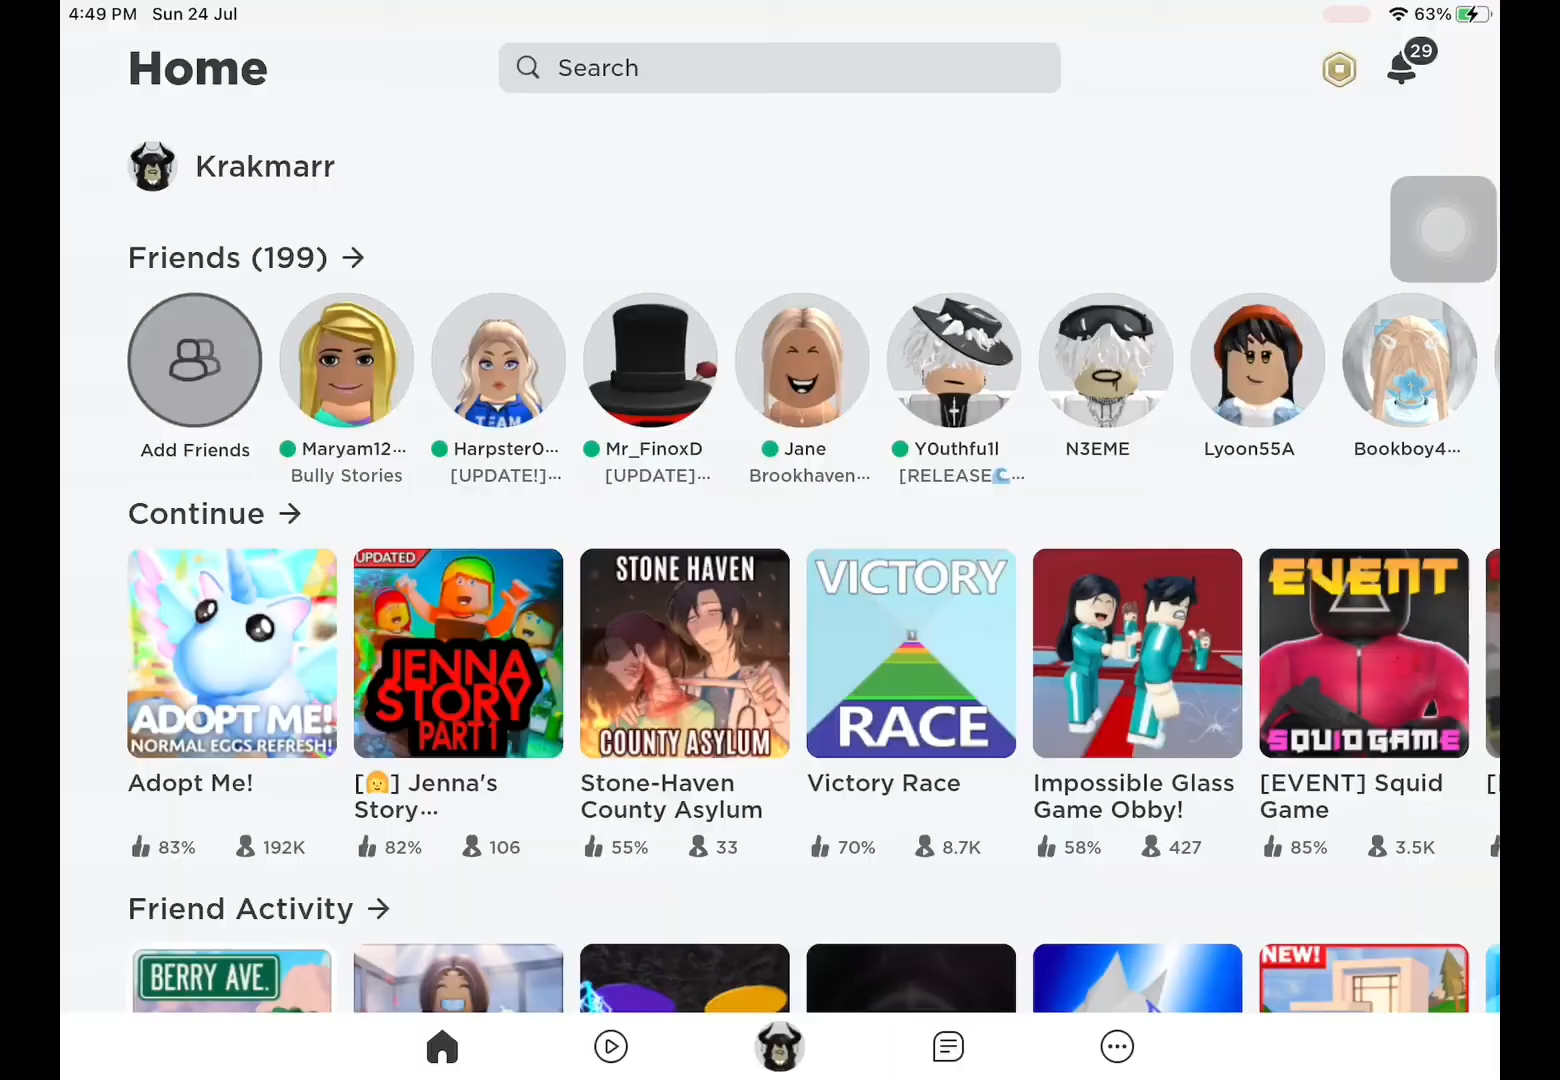 4:49 PM Sun 24 Jul
63%
Home
Search
29
Krakmarr
Friends (199) →
TEAM
Add Friends
Maryam12...
Harpster0...
Mr_FinoxD
Jane
Y0uthfu1l
N3EME
Lyoon55A
Bookboy4...
Bully Stories
[UPDATE!]...
[UPDATE]...
Brookhaven...
[RELEASE🌊...
Continue →
ADOPT ME!
NORMAL EGGS REFRESH!
UPDATED
JENNA
STORY
PART1
STONE HAVEN
COUNTY ASYLUM
VICTORY
RACE
EVENT
SQUID GAME
Adopt Me!
[👩] Jenna's
Story...
Stone-Haven
County Asylum
Victory Race
Impossible Glass
Game Obby!
[EVENT] Squid
Game
[
83% 192K
82% 106
55% 33
70% 8.7K
58% 427
85% 3.5K
Friend Activity →
BERRY AVE.
NEW!